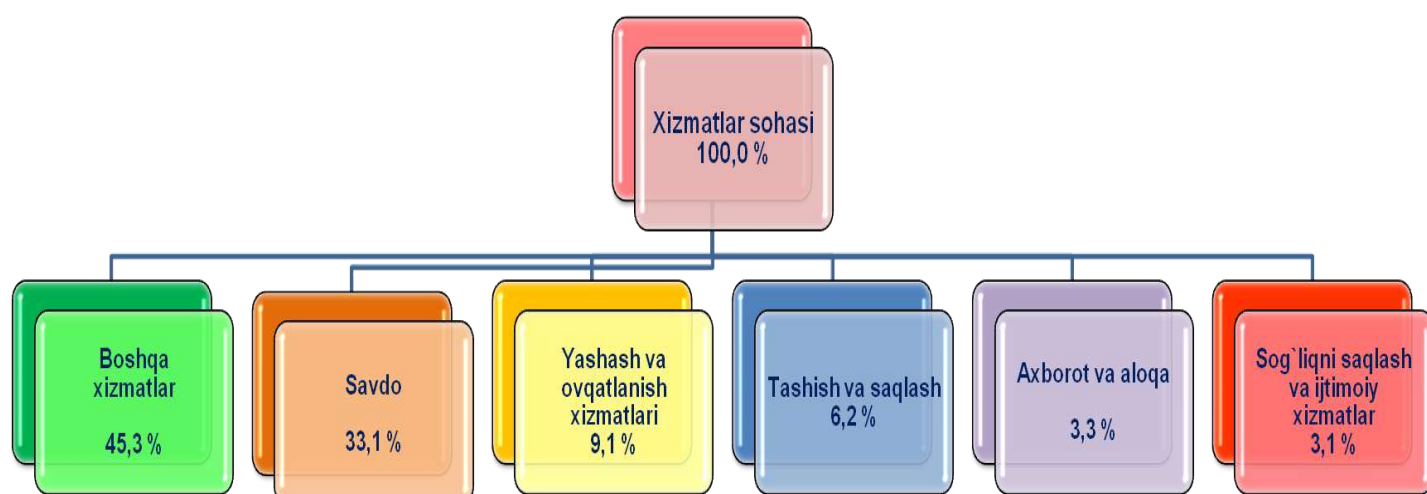 Xizmatlar sohasi
100,0 %
Boshqa
xizmatlar
45,3 %
Savdo
33,1 %
Yashash va
ovqatlanish
xizmatlari
9,1 %
Tashish va saqlash
6,2 %
Axborot va aloqa
3,3 %
Sog`liqni saqlash
va ijtimoiy
xizmatlar
3,1 %